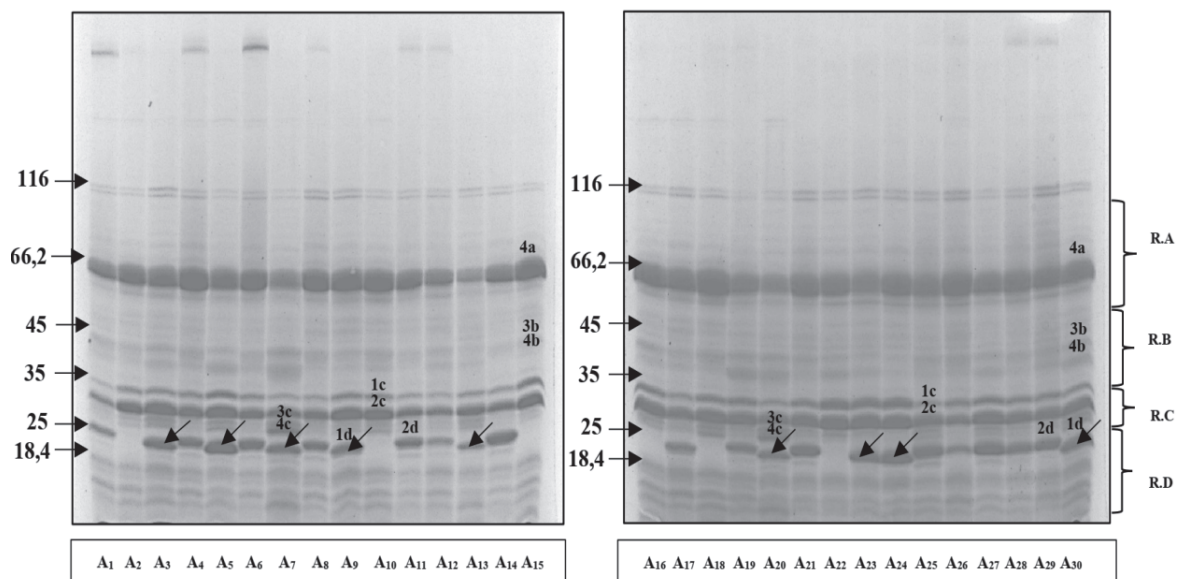 116
66,2
45
35
25
18,4
4a
3b
4b
1c
2c
3c
4c
1d
2d
A1 A2 A3 A4 A5 A6 A7 A8 A9 A10 A11 A12 A13 A14 A15
116
66,2
45
35
25
18,4
4a
3b
4b
1c
2c
3c
4c
2d
1d
R.A
R.B
R.C
R.D
A16 A17 A18 A19 A20 A21 A22 A23 A24 A25 A26 A27 A28 A29 A30